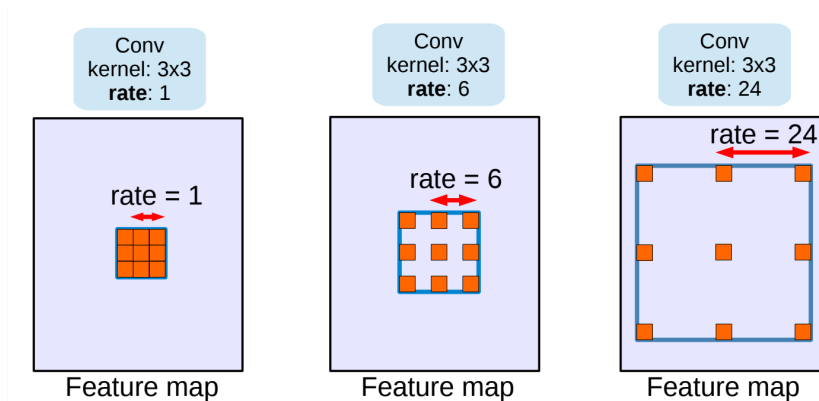 Conv
kernel: 3x3
rate: 1
Conv
kernel: 3x3
rate: 6
Conv
kernel: 3x3
rate: 24
rate = 1
rate = 6
rate = 24
Feature map
Feature map
Feature map